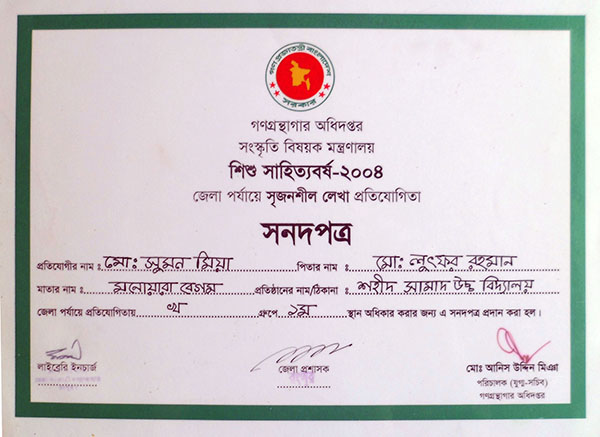 গণপ্রজাতন্ত্রী বাংলাদেশ
সরকার
গণগ্রন্থাগার অধিদপ্তর
সংস্কৃতি বিষয়ক মন্ত্রণালয়
শিশু সাহিত্যবর্ষ-২০০৪
জেলা পর্যায়ে সৃজনশীল লেখা প্রতিযোগিতা
সনদপত্র
প্রতিযোগীর নাম ঃ মোঃ সুমন মিয়া পিতার নাম ঃ মো: লুৎফর রহমান
মাতার নাম ঃ মনোয়ারা বেগম প্রতিষ্ঠানের নাম/ঠিকানা ঃ শহীদ সামাদ উচ্চ বিদ্যালয়
জেলা পর্যায়ে প্রতিযোগিতায় খ গ্রুপে ১ম স্থান অধিকার করার জন্য এ সনদপত্র প্রদান করা হল।
লাইব্রেরি ইনচার্জ
জেলা প্রশাসক
মোঃ আনিস উদ্দিন মিঞা
পরিচালক (যুগ্ম-সচিব)
গণগ্রন্থাগার অধিদপ্তর